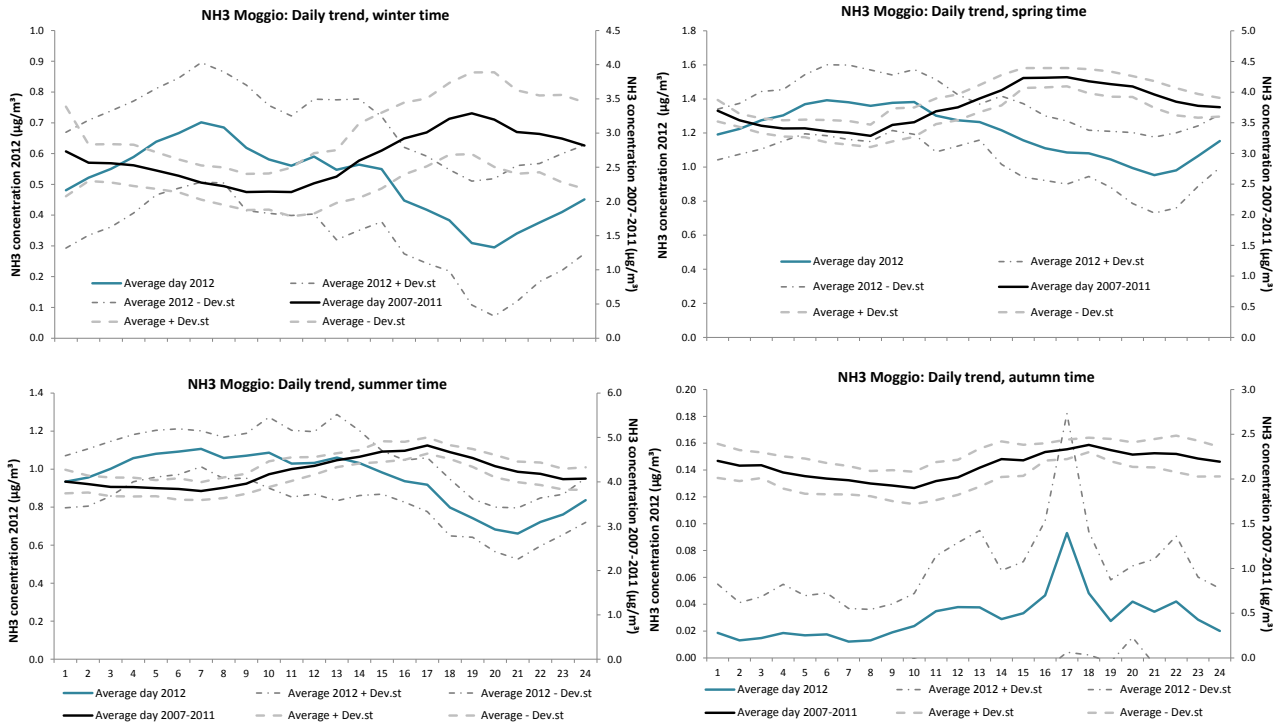 NH3 Moggio: Daily trend, winter time
NH3 concentration 2012 (µg/m³)
1.0
0.9
0.8
0.7
0.6
0.5
0.4
0.3
0.2
0.1
0.0
4.5
4.0
3.5
3.0
2.5
2.0
1.5
1.0
0.5
0.0
NH3 concentration 2007-2011 (µg/m³)
Average day 2012
Average 2012 + Dev.st
Average 2012 - Dev.st
Average day 2007-2011
Average + Dev.st
Average - Dev.st
1 2 3 4 5 6 7 8 9 10 11 12 13 14 15 16 17 18 19 20 21 22 23 24
NH3 Moggio: Daily trend, spring time
NH3 concentration 2012 (µg/m³)
1.8
1.6
1.4
1.2
1.0
0.8
0.6
0.4
0.2
0.0
5.0
4.5
4.0
3.5
3.0
2.5
2.0
1.5
1.0
0.5
0.0
NH3 concentration 2007-2011 (µg/m³)
Average day 2012
Average 2012 + Dev.st
Average 2012 - Dev.st
Average day 2007-2011
Average + Dev.st
Average - Dev.st
1 2 3 4 5 6 7 8 9 10 11 12 13 14 15 16 17 18 19 20 21 22 23 24
NH3 Moggio: Daily trend, summer time
NH3 concentration 2012 (µg/m³)
1.4
1.2
1.0
0.8
0.6
0.4
0.2
0.0
6.0
5.0
4.0
3.0
2.0
1.0
0.0
NH3 concentration 2007-2011 (µg/m³)
1 2 3 4 5 6 7 8 9 10 11 12 13 14 15 16 17 18 19 20 21 22 23 24
Average day 2012
Average 2012 + Dev.st
Average 2012 - Dev.st
Average day 2007-2011
Average + Dev.st
Average - Dev.st
NH3 Moggio: Daily trend, autumn time
NH3 concentration 2012 (µg/m³)
0.20
0.18
0.16
0.14
0.12
0.10
0.08
0.06
0.04
0.02
0.00
3.0
2.5
2.0
1.5
1.0
0.5
0.0
NH3 concentration 2007-2011 (µg/m³)
1 2 3 4 5 6 7 8 9 10 11 12 13 14 15 16 17 18 19 20 21 22 23 24
Average day 2012
Average 2012 + Dev.st
Average 2012 - Dev.st
Average day 2007-2011
Average + Dev.st
Average - Dev.st